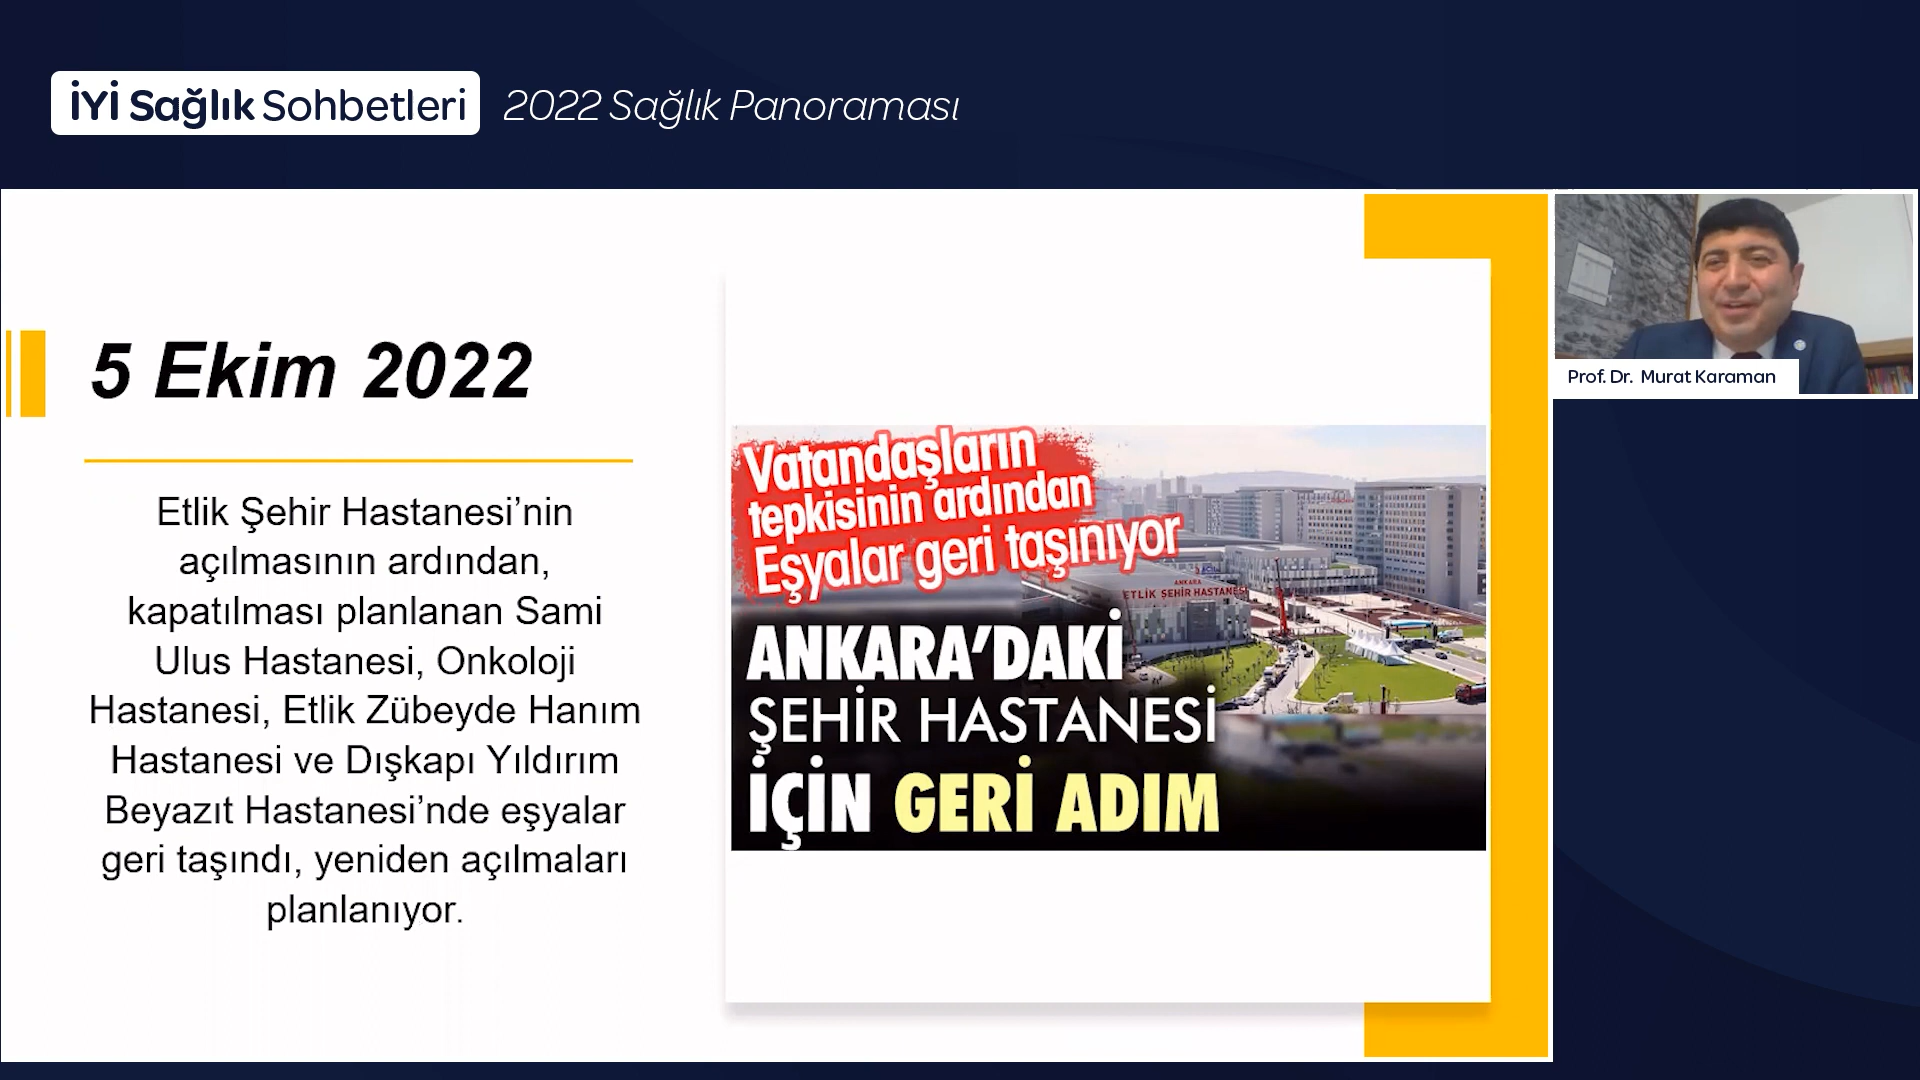 İYİ Sağlık Sohbetleri 2022 Sağlık Panoraması
Prof. Dr. Murat Karaman
5 Ekim 2022
Etlik Şehir Hastanesi’nin
açılmasının ardından,
kapatılması planlanan Sami
Ulus Hastanesi, Onkoloji
Hastanesi, Etlik Zübeyde Hanım
Hastanesi ve Dışkapı Yıldırım
Beyazıt Hastanesi’nde eşyalar
geri taşındı, yeniden açılmaları
planlanıyor.
Vatandaşların
tepkisinin ardından
Eşyalar geri taşınıyor
ANKARA
ETLİK ŞEHİR HASTANESİ
ANKARA’DAKİ
ŞEHİR HASTANESİ
İÇİN GERİ ADIM